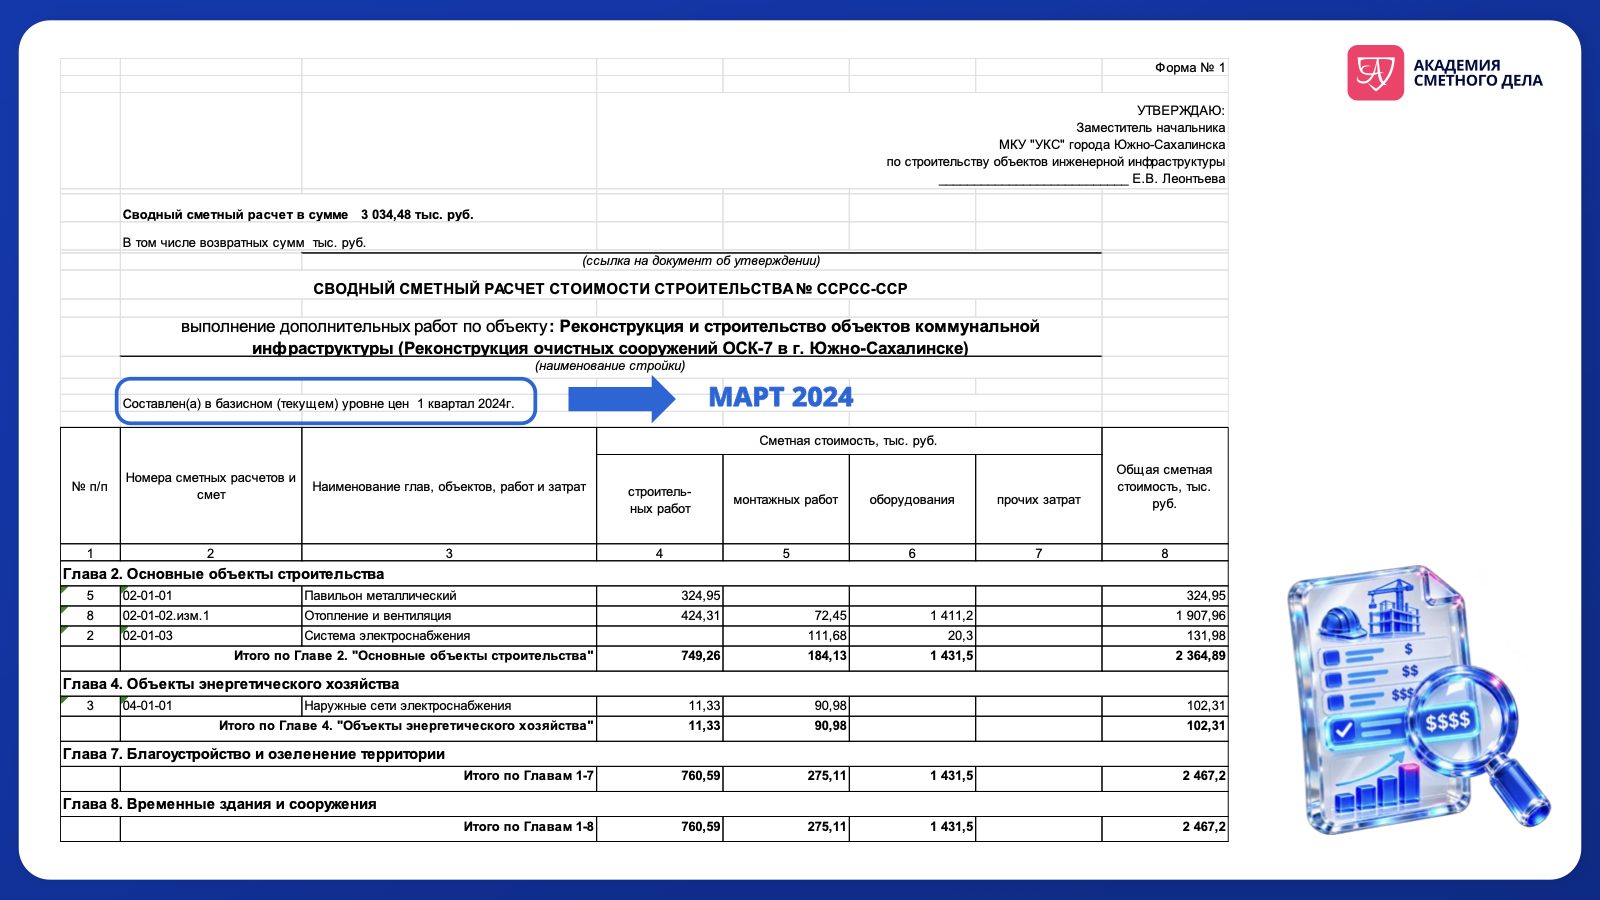 АКАДЕМИЯ
СМЕТНОГО ДЕЛА
Форма № 1
УТВЕРЖДАЮ:
Заместитель начальника
МКУ "УКС" города Южно-Сахалинска
по строительству объектов инженерной инфраструктуры
___________________________ Е.В. Леонтьева
Сводный сметный расчет в сумме 3 034,48 тыс. руб.
В том числе возвратных сумм тыс. руб.
(ссылка на документ об утверждении)
СВОДНЫЙ СМЕТНЫЙ РАСЧЕТ СТОИМОСТИ СТРОИТЕЛЬСТВА № ССРСС-ССР
выполнение дополнительных работ по объекту: Реконструкция и строительство объектов коммунальной
инфраструктуры (Реконструкция очистных сооружений ОСК-7 в г. Южно-Сахалинске)
(наименование стройки)
Составлен(а) в базисном (текущем) уровне цен 1 квартал 2024г.
МАРТ 2024
№ п/п
Номера сметных расчетов и
смет
Наименование глав, объектов, работ и затрат
Сметная стоимость, тыс. руб.
строитель-
ных работ
монтажных работ
оборудования
прочих затрат
Общая сметная
стоимость, тыс.
руб.
1 2 3 4 5 6 7 8
Глава 2. Основные объекты строительства
5 02-01-01 Павильон металлический 324,95 324,95
8 02-01-02.изм.1 Отопление и вентиляция 424,31 72,45 1 411,2 1 907,96
2 02-01-03 Система электроснабжения 111,68 20,3 131,98
Итого по Главе 2. "Основные объекты строительства" 749,26 184,13 1 431,5 2 364,89
Глава 4. Объекты энергетического хозяйства
3 04-01-01 Наружные сети электроснабжения 11,33 90,98 102,31
Итого по Главе 4. "Объекты энергетического хозяйства" 11,33 90,98 102,31
Глава 7. Благоустройство и озеленение территории
Итого по Главам 1-7 760,59 275,11 1 431,5 2 467,2
Глава 8. Временные здания и сооружения
Итого по Главам 1-8 760,59 275,11 1 431,5 2 467,2
$
$$
$$$
$$$$